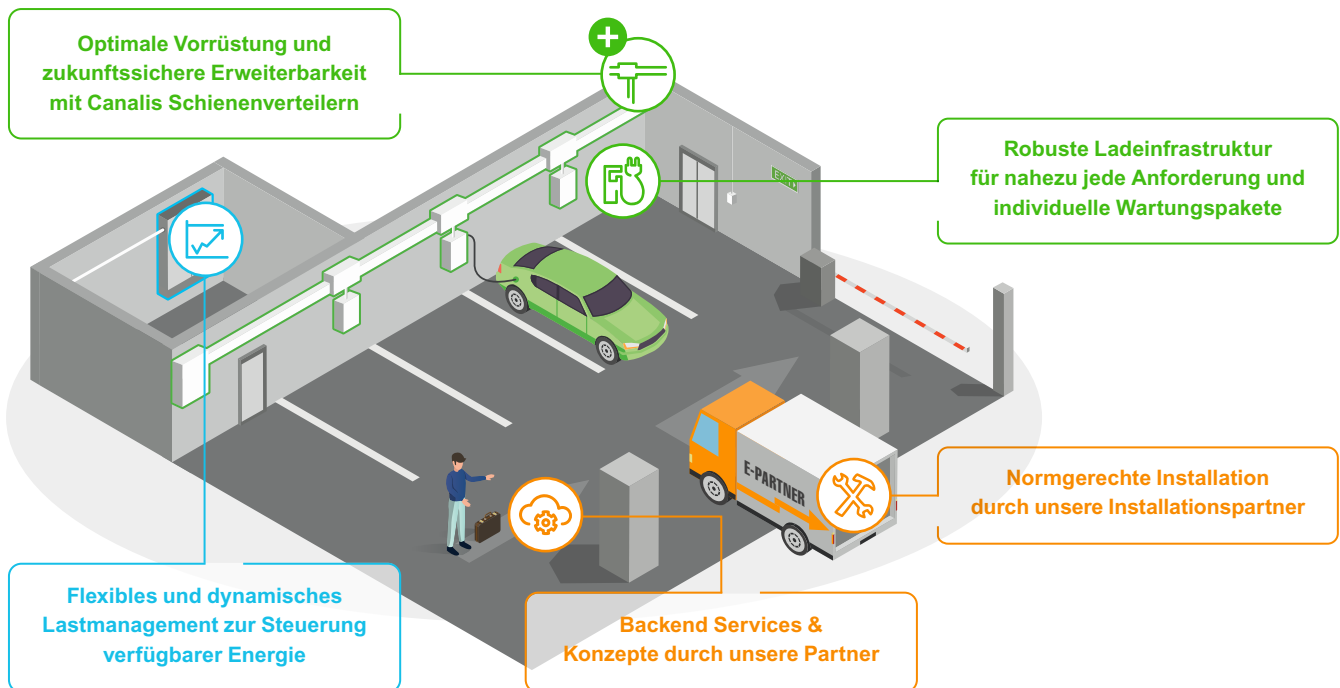 Optimale Vorrüstung und
zukunftssichere Erweiterbarkeit
mit Canalis Schienenverteilern
Robuste Ladeinfrastruktur
für nahezu jede Anforderung und
individuelle Wartungspakete
EXIT
E-PARTNER
Normgerechte Installation
durch unsere Installationspartner
Flexibles und dynamisches
Lastmanagement zur Steuerung
verfügbarer Energie
Backend Services &
Konzepte durch unsere Partner